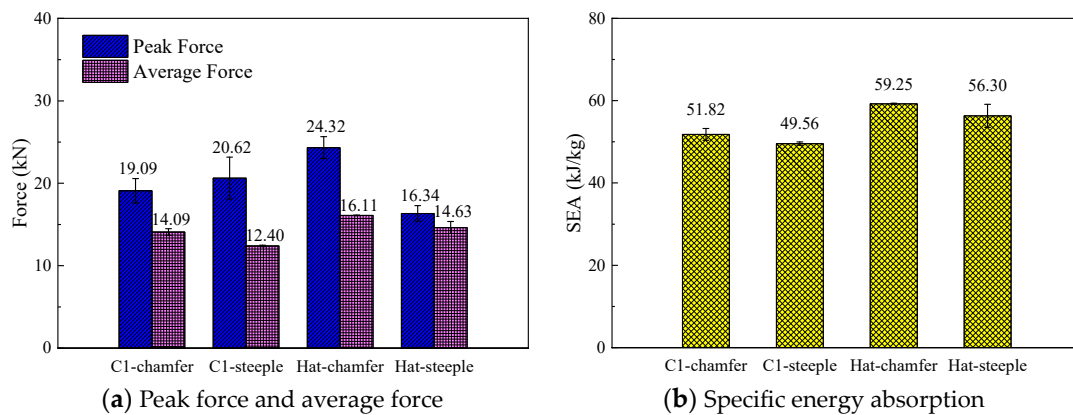 40
30
20
10
0
Force (kN)
Peak Force
Average Force
19.09
14.09
20.62
12.40
24.32
16.11
16.34
14.63
C1-chamfer C1-steeple Hat-chamfer Hat-steeple
(a) Peak force and average force
80
60
40
20
0
SEA (kJ/kg)
51.82
49.56
59.25
56.30
C1-chamfer C1-steeple Hat-chamfer Hat-steeple
(b) Specific energy absorption